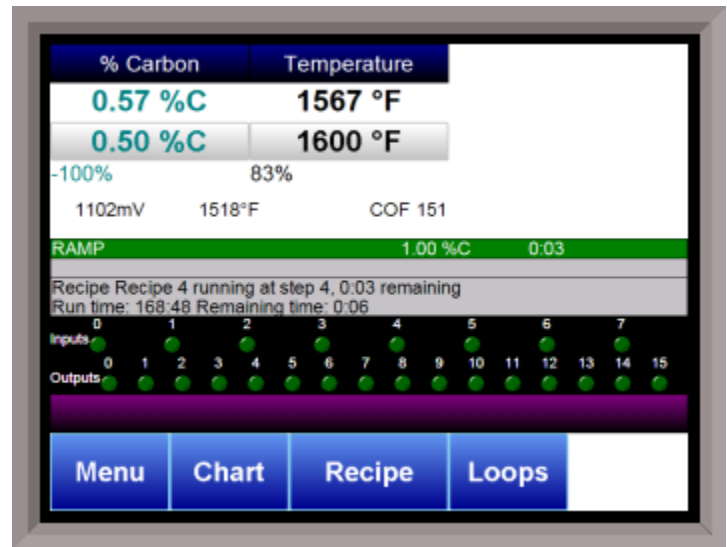 % Carbon Temperature
0.57 %C 1567 °F
0.50 %C 1600 °F
-100% 83%
1102mV 1518°F COF 151
RAMP 1.00 %C 0:03
Recipe Recipe 4 running at step 4, 0:03 remaining
Run time: 168:48 Remaining time: 0:06
0 1 2 3 4 5 6 7
Inputs
0 1 2 3 4 5 6 7 8 9 10 11 12 13 14 15
Outputs
Menu Chart Recipe Loops